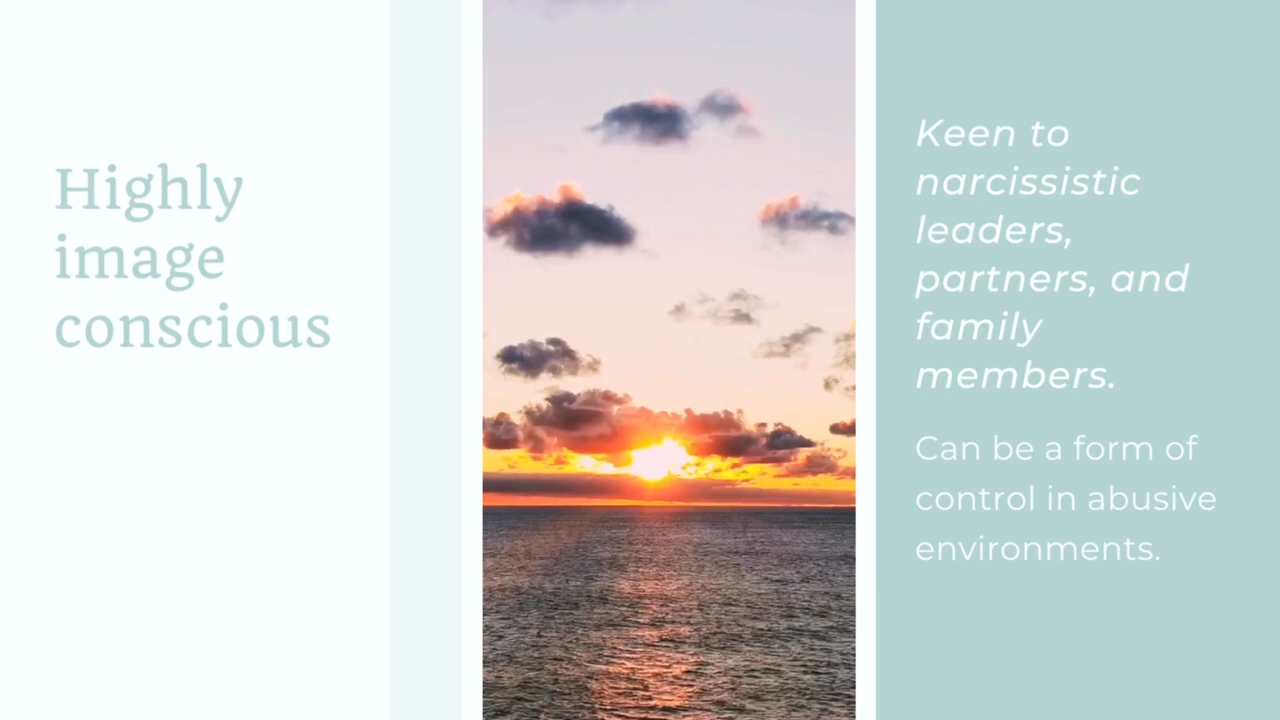 Highly
image
conscious
Keen to
narcissistic
leaders,
partners, and
family
members.
Can be a form of
control in abusive
environments.